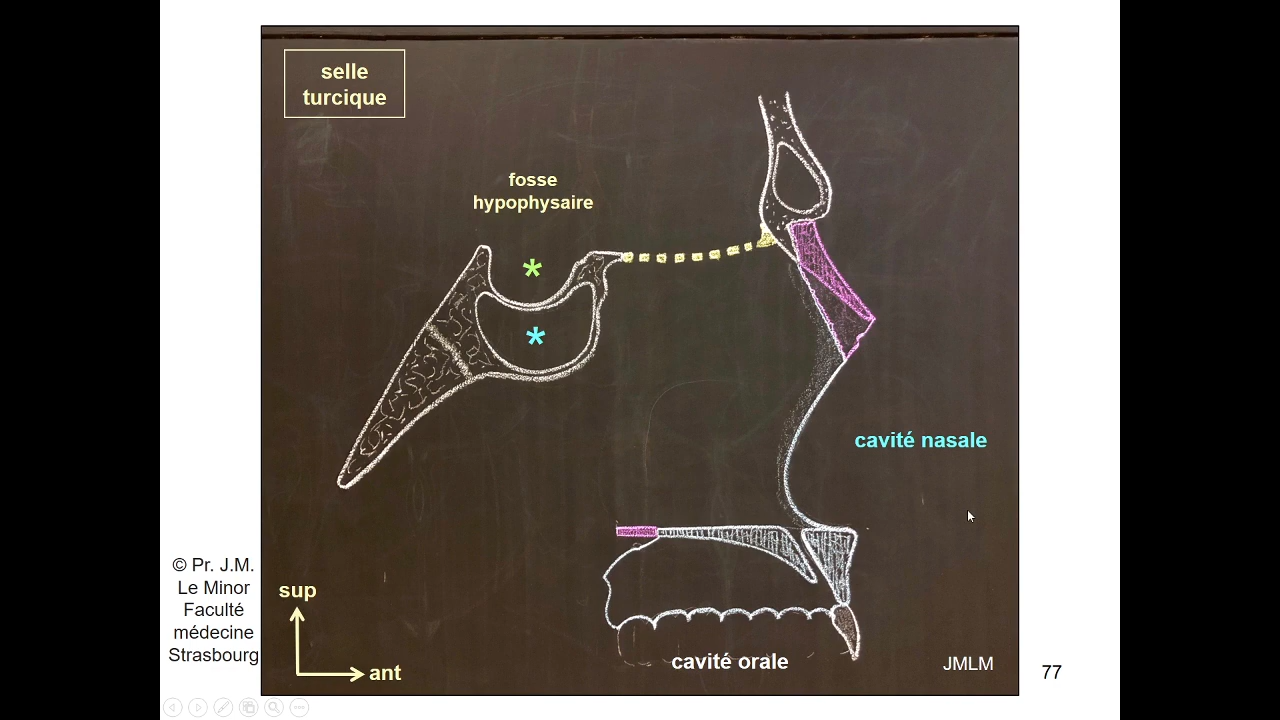 selle
turcique
fosse
hypophysaire
*
*
cavité nasale
© Pr. J.M.
Le Minor
Faculté
médecine
Strasbourg
sup
ant
cavité orale
JMLM
77